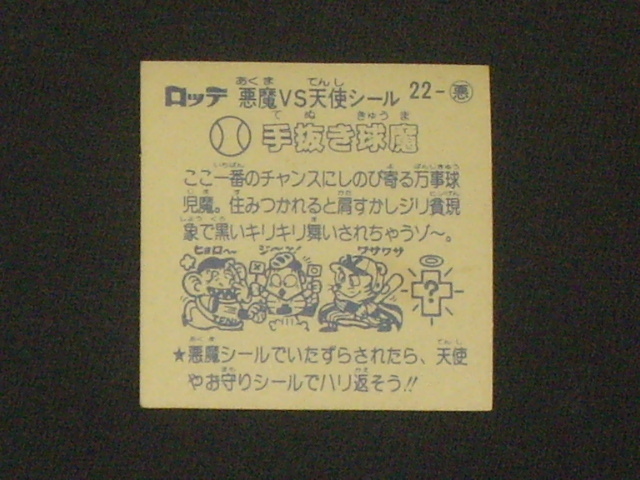 ロッテ 悪魔VS天使シール 22-悪
手抜き球魔
ここ一番のチャンスにしのび寄る万事球
児魔。住みつかれると肩すかしジリ貧現
象で黒いキリキリ舞いされちゃうゾ〜。
ヒョロ〜 ジ〜ッ! ワサワサ
?
★悪魔シールでいたずらされたら、天使
やお守りシールでハリ返そう!!